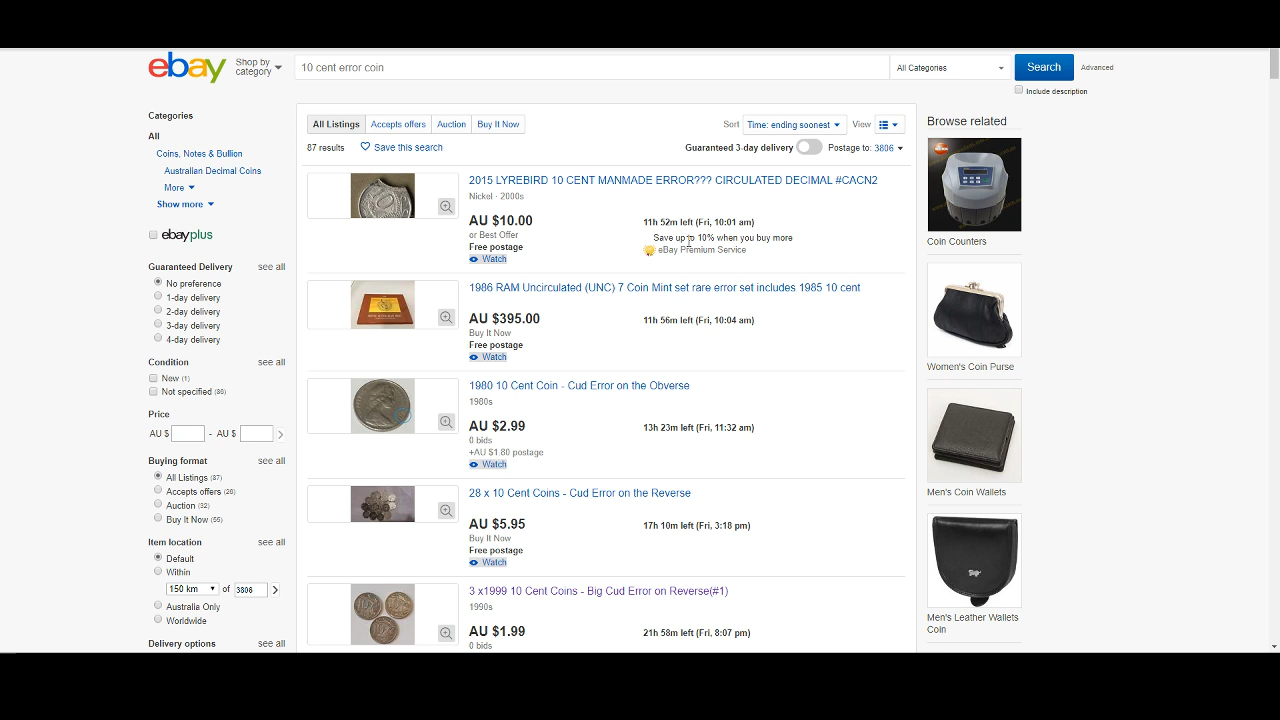 ebay
Shop by
category
10 cent error coin
All Categories
Search
Advanced
Include description
Categories
All
Coins, Notes & Bullion
Australian Decimal Coins
More
Show more
ebayplus
Guaranteed Delivery see all
No preference
1-day delivery
2-day delivery
3-day delivery
4-day delivery
Condition see all
New (1)
Not specified (86)
Price
AU $ - AU $
Buying format see all
All Listings (87)
Accepts offers (26)
Auction (32)
Buy It Now (55)
Item location see all
Default
Within
150 km of 3806
Australia Only
Worldwide
Delivery options see all
All Listings Accepts offers Auction Buy It Now
Sort Time: ending soonest View
87 results Save this search
Guaranteed 3-day delivery Postage to: 3806
2015 LYREBIRD 10 CENT MANMADE ERROR??? CIRCULATED DECIMAL #CACN2
Nickel · 2000s
AU $10.00 11h 52m left (Fri, 10:01 am)
or Best Offer Save up to 10% when you buy more
Free postage eBay Premium Service
Watch
1986 RAM Uncirculated (UNC) 7 Coin Mint set rare error set includes 1985 10 cent
AU $395.00 11h 56m left (Fri, 10:04 am)
Buy It Now
Free postage
Watch
1980 10 Cent Coin - Cud Error on the Obverse
1980s
AU $2.99 13h 23m left (Fri, 11:32 am)
0 bids
+AU $1.80 postage
Watch
28 x 10 Cent Coins - Cud Error on the Reverse
AU $5.95 17h 10m left (Fri, 3:18 pm)
Buy It Now
Free postage
Watch
3 x1999 10 Cent Coins - Big Cud Error on Reverse(#1)
1990s
AU $1.99 21h 58m left (Fri, 8:07 pm)
0 bids
Browse related
Coin Counters
Women's Coin Purse
Men's Coin Wallets
Men's Leather Wallets
Coin